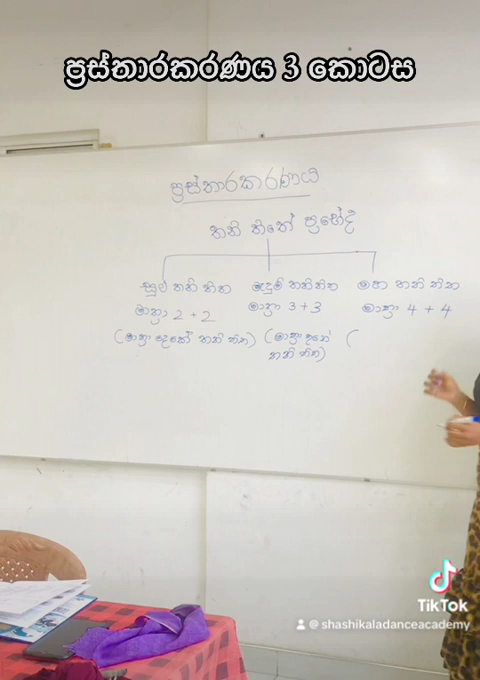 ප්‍රස්තාරකරණය 3 කොටස
ප්‍රස්තාරකරණය
තනි තිතේ ප්‍රභේද
සුළු තනි තිත මැදුම් තනිතිත මහ තනි තිත
මාත්‍රා 2 + 2 මාත්‍රා 3 + 3 මාත්‍රා 4 + 4
(මාත්‍රා දෙකේ තනි තිත) (මාත්‍රා තුනේ (
තනි තිත)
TikTok
@ shashikaladanceacademy